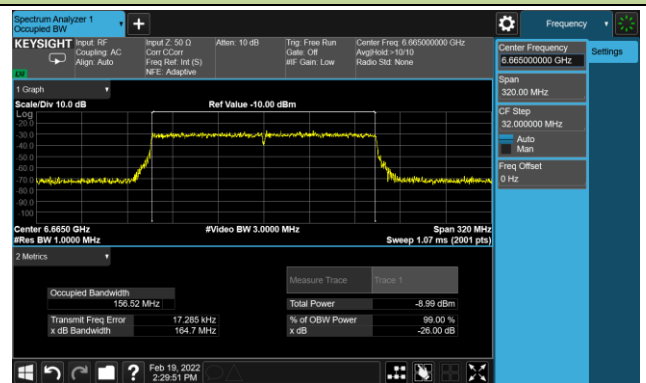 Spectrum Analyzer 1
Occupied BW
Frequency
KEYSIGHT
Input: RF
Coupling: AC
Align: Auto
Input Z: 50 Ω
Corr CCorr
Freq Ref: Int (S)
NFE: Adaptive
Atten: 10 dB
Trig: Free Run
Gate: Off
#IF Gain: Low
Center Freq: 6.665000000 GHz
Avg|Hold:>10/10
Radio Std: None
1 Graph
Scale/Div 10.0 dB
Ref Value -10.00 dBm
Log
-20.0
-30.0
-40.0
-50.0
-60.0
-70.0
-80.0
-90.0
-100
Center 6.6650 GHz
#Video BW 3.0000 MHz
Span 320 MHz
#Res BW 1.0000 MHz
Sweep 1.07 ms (2001 pts)
2 Metrics
Measure Trace
Trace 1
Occupied Bandwidth
156.52 MHz
Total Power
-8.99 dBm
Transmit Freq Error
17.285 kHz
% of OBW Power
99.00 %
x dB Bandwidth
164.7 MHz
x dB
-26.00 dB
Feb 19, 2022
2:29:51 PM
Center Frequency
6.665000000 GHz
Settings
Span
320.00 MHz
CF Step
32.000000 MHz
Auto
Man
Freq Offset
0 Hz